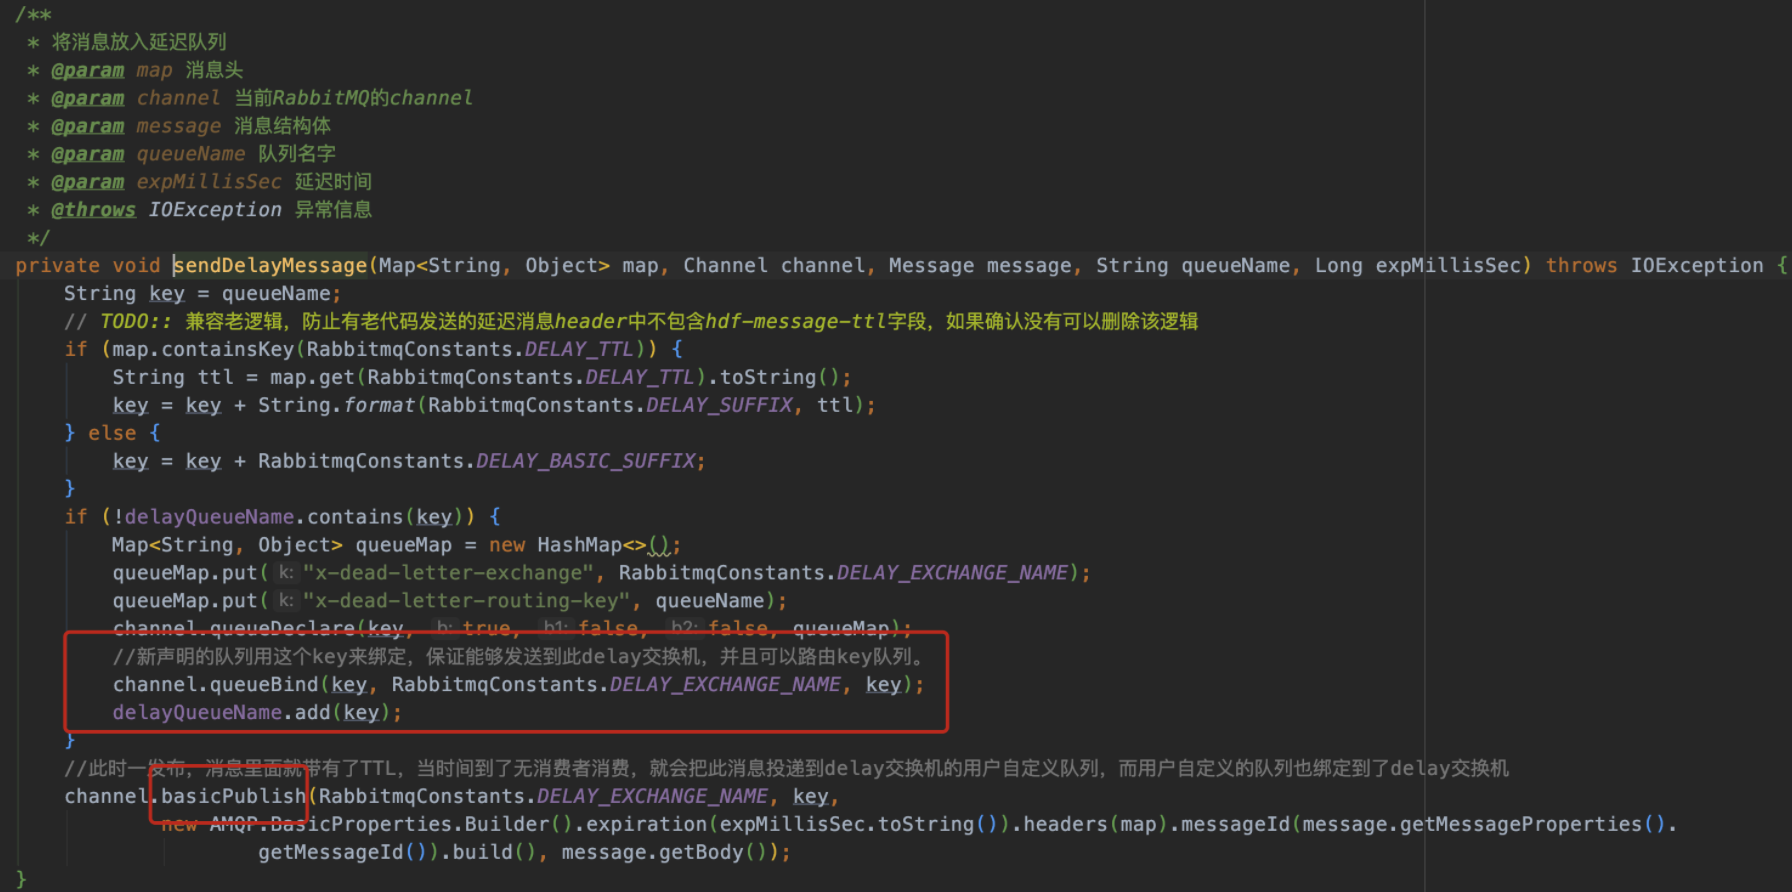 /**
 * 将消息放入延迟队列
 * @param map 消息头
 * @param channel 当前RabbitMQ的channel
 * @param message 消息结构体
 * @param queueName 队列名字
 * @param expMillisSec 延迟时间
 * @throws IOException 异常信息
 */
private void sendDelayMessage(Map<String, Object> map, Channel channel, Message message, String queueName, Long expMillisSec) throws IOException {
    String key = queueName;
    // TODO:: 兼容老逻辑，防止有老代码发送的延迟消息header中不包含hdf-message-ttl字段，如果确认没有可以删除该逻辑
    if (map.containsKey(RabbitmqConstants.DELAY_TTL)) {
        String ttl = map.get(RabbitmqConstants.DELAY_TTL).toString();
        key = key + String.format(RabbitmqConstants.DELAY_SUFFIX, ttl);
    } else {
        key = key + RabbitmqConstants.DELAY_BASIC_SUFFIX;
    }
    if (!delayQueueName.contains(key)) {
        Map<String, Object> queueMap = new HashMap<>();
        queueMap.put( k: "x-dead-letter-exchange", RabbitmqConstants.DELAY_EXCHANGE_NAME);
        queueMap.put( k: "x-dead-letter-routing-key", queueName);
        channel.queueDeclare(key, b: true, b1: false, b2: false, queueMap);
        //新声明的队列用这个key来绑定，保证能够发送到此delay交换机，并且可以路由key队列。
        channel.queueBind(key, RabbitmqConstants.DELAY_EXCHANGE_NAME, key);
        delayQueueName.add(key);
    }
    //此时一发布，消息里面就带有了TTL，当时间到了无消费者消费，就会把此消息投递到delay交换机的用户自定义队列，而用户自定义的队列也绑定到了delay交换机
    channel.basicPublish(RabbitmqConstants.DELAY_EXCHANGE_NAME, key,
            new AMQP.BasicProperties.Builder().expiration(expMillisSec.toString()).headers(map).messageId(message.getMessageProperties().
                    getMessageId()).build(), message.getBody());
}